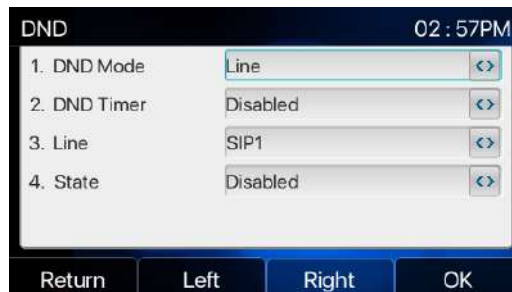 DND 02:57PM
1. DND Mode Line
2. DND Timer Disabled
3. Line SIP1
4. State Disabled
Return Left Right OK